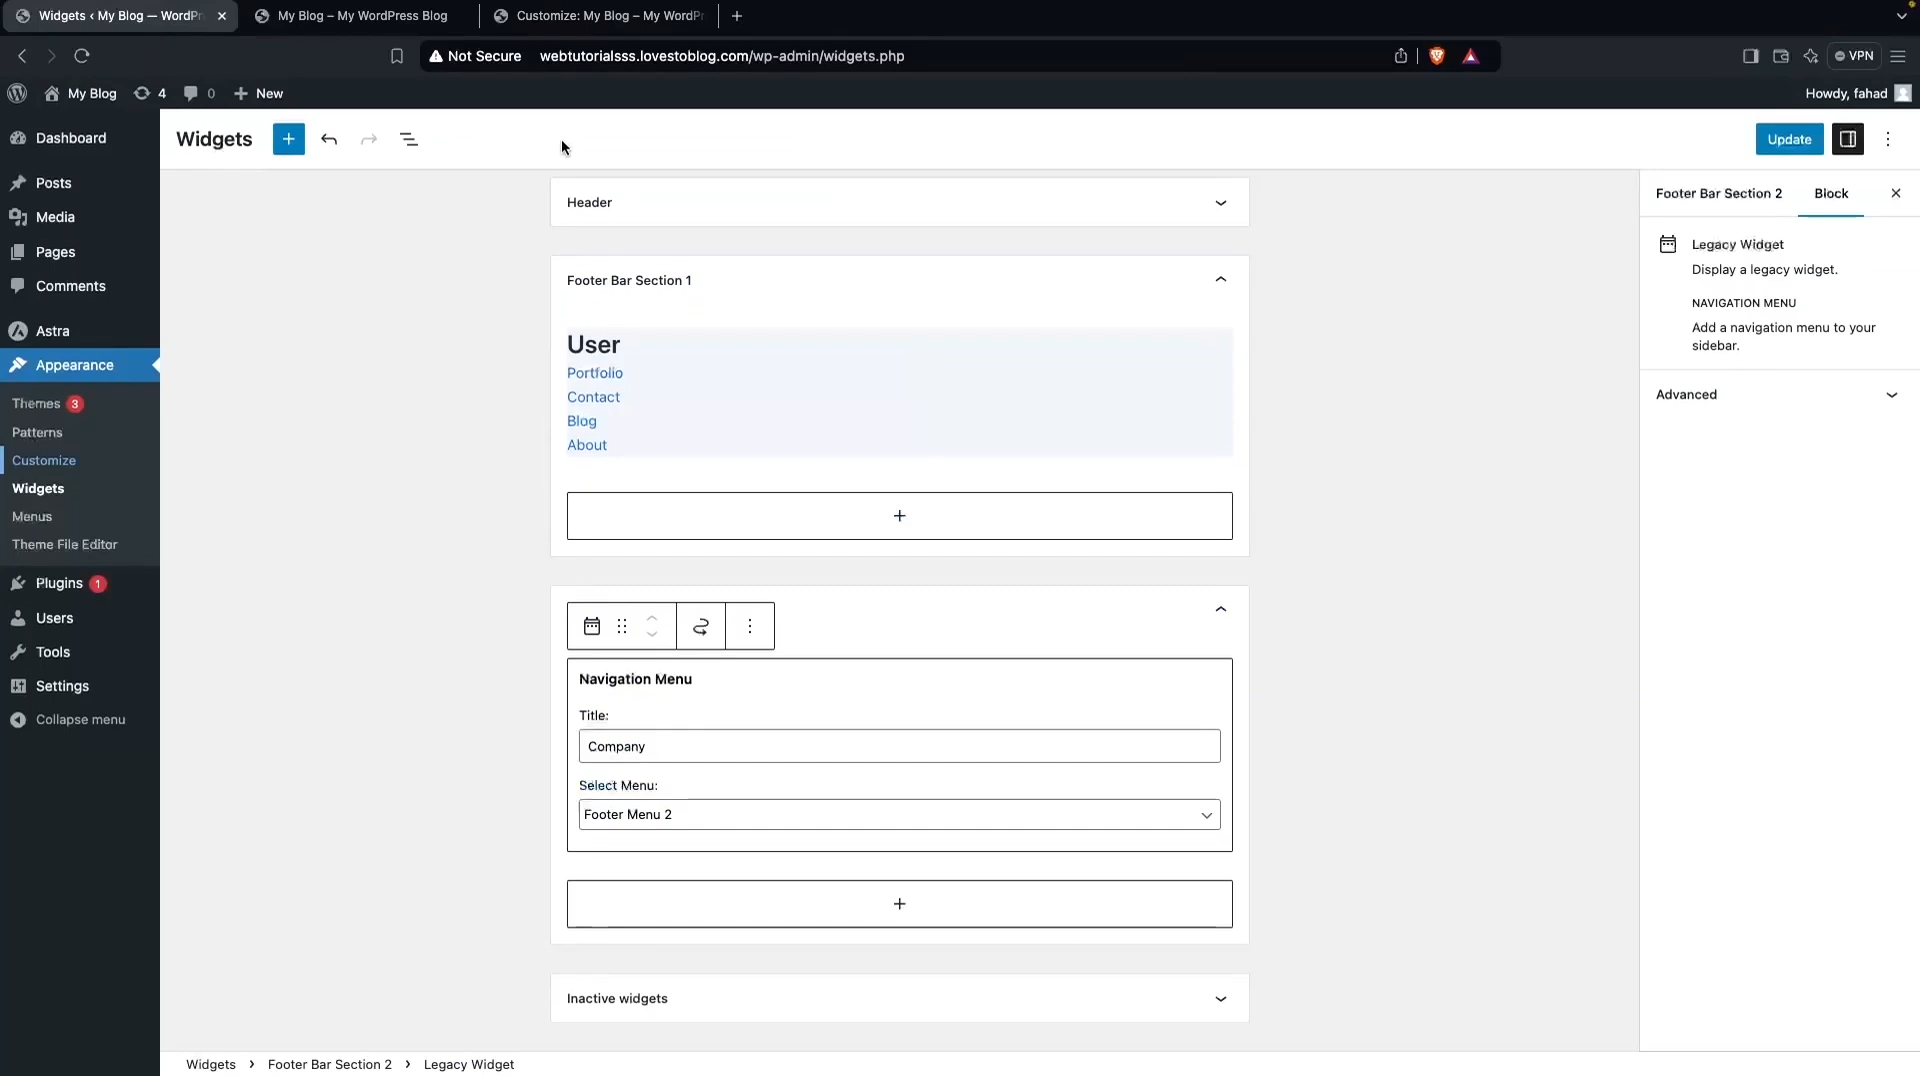 Widgets ‹ My Blog — WordPr
My Blog – My WordPress Blog
Customize: My Blog – My WordPr
Not Secure
webtutorialsss.lovestoblog.com/wp-admin/widgets.php
VPN
My Blog
4
0
New
Howdy, fahad
Dashboard
Posts
Media
Pages
Comments
Astra
Appearance
Themes 3
Patterns
Customize
Widgets
Menus
Theme File Editor
Plugins 1
Users
Tools
Settings
Collapse menu
Widgets
Update
Header
Footer Bar Section 1
User
Portfolio
Contact
Blog
About
Navigation Menu
Title:
Company
Select Menu:
Footer Menu 2
Inactive widgets
Footer Bar Section 2
Block
Legacy Widget
Display a legacy widget.
NAVIGATION MENU
Add a navigation menu to your
sidebar.
Advanced
Widgets › Footer Bar Section 2 › Legacy Widget